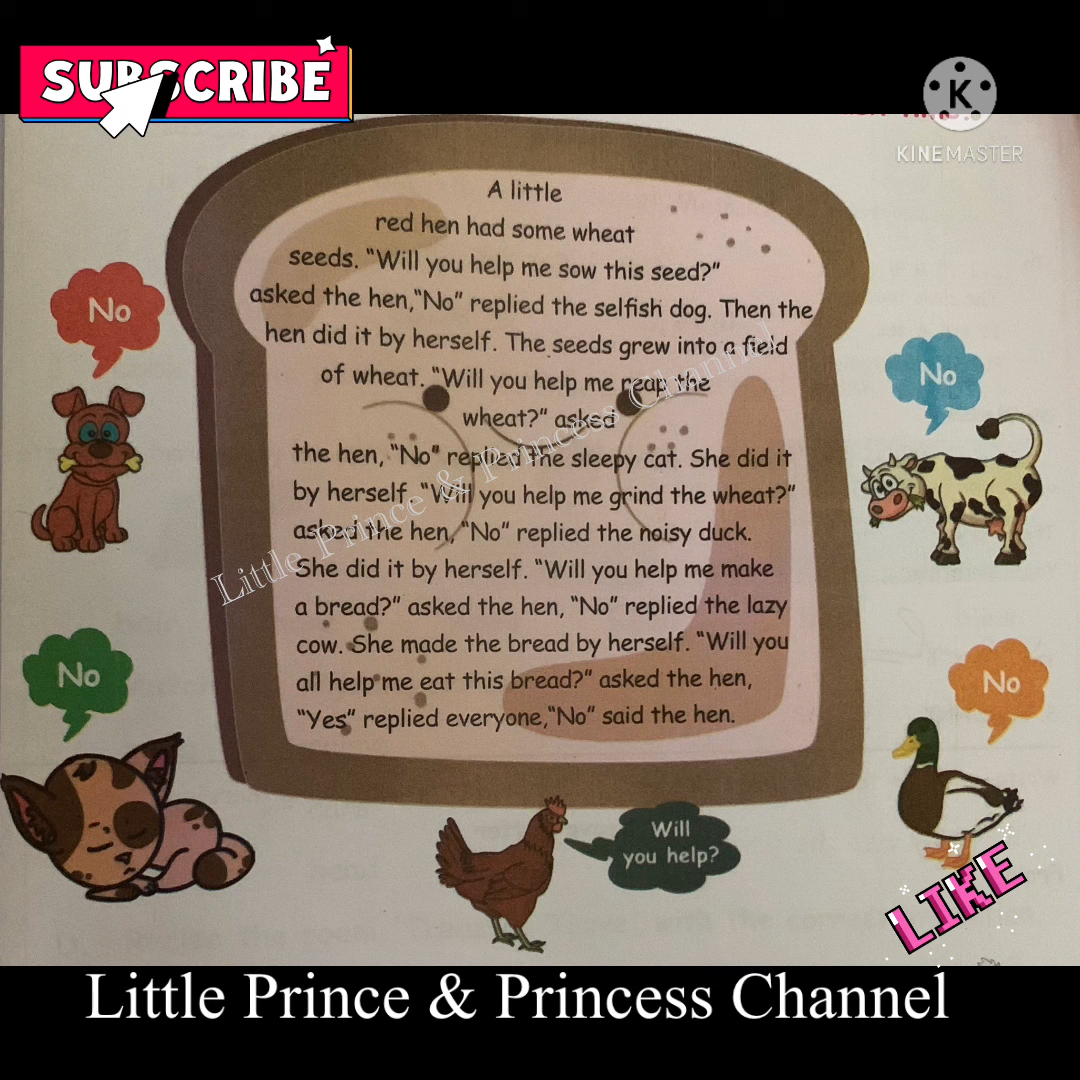 SUBSCRIBE
K
KINEMASTER
A little
red hen had some wheat
seeds. “Will you help me sow this seed?”
asked the hen,“No” replied the selfish dog. Then the
hen did it by herself. The seeds grew into a field
of wheat. “Will you help me reap the
wheat?” asked
the hen, “No” replied the sleepy cat. She did it
by herself. “Will you help me grind the wheat?”
asked the hen, “No” replied the noisy duck.
She did it by herself. “Will you help me make
a bread?” asked the hen, “No” replied the lazy
cow. She made the bread by herself. “Will you
all help me eat this bread?” asked the hen,
“Yes” replied everyone,“No” said the hen.
No
No
No
No
Will
you help?
Little Prince & Princess Channel
LIKE
Little Prince & Princess Channel